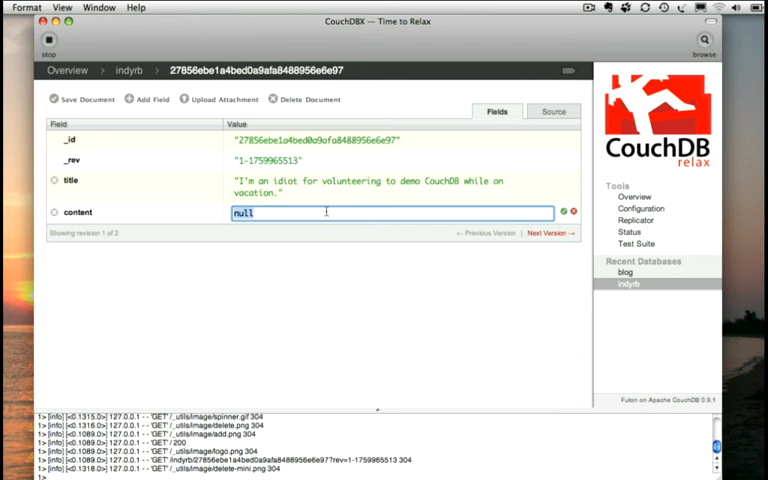 Format View Window Help
CouchDBX — Time to Relax
stop
browse
Overview indyrb 27856ebe1a4bed0a9afa8488956e6e97
Save Document Add Field Upload Attachment Delete Document
Fields Source
Field Value
_id "27856ebe1a4bed0a9afa8488956e6e97"
_rev "1-1759965513"
title "I'm an idiot for volunteering to demo CouchDB while on
vacation."
content null
Showing revision 1 of 2 ← Previous Version | Next Version →
CouchDB
relax
Tools
Overview
Configuration
Replicator
Status
Test Suite
Recent Databases
blog
indyrb
Futon on Apache CouchDB 0.9.1
1> [info] [<0.1315.0>] 127.0.0.1 - - 'GET' /_utils/image/spinner.gif 304
1> [info] [<0.1316.0>] 127.0.0.1 - - 'GET' /_utils/image/delete.png 304
1> [info] [<0.1089.0>] 127.0.0.1 - - 'GET' /_utils/image/add.png 304
1> [info] [<0.1089.0>] 127.0.0.1 - - 'GET' / 200
1> [info] [<0.1089.0>] 127.0.0.1 - - 'GET' /_utils/image/logo.png 304
1> [info] [<0.1089.0>] 127.0.0.1 - - 'GET' /indyrb/27856ebe1a4bed0a9afa8488956e6e97?rev=1-1759965513 304
1> [info] [<0.1318.0>] 127.0.0.1 - - 'GET' /_utils/image/delete-mini.png 304
1>